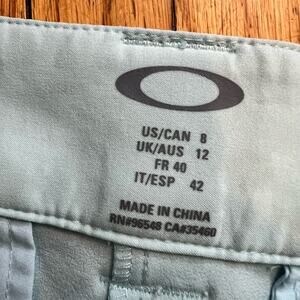 US/CAN 8
UK/AUS 12
FR 40
IT/ESP 42
MADE IN CHINA
RN#96548 CA#35460